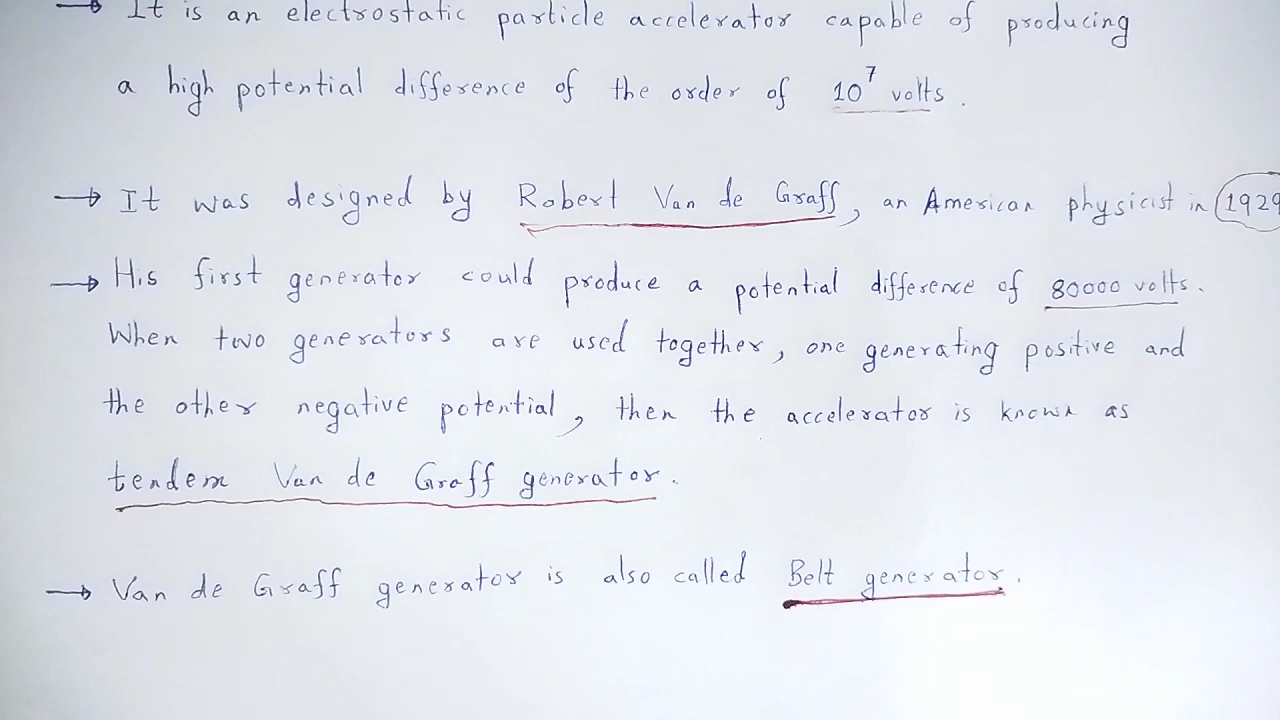 → It is an electrostatic particle accelerator capable of producing
a high potential difference of the order of 10⁷ volts.
→ It was designed by Robert Van de Graff, an American physicist in 1929
→ His first generator could produce a potential difference of 80000 volts.
When two generators are used together, one generating positive and
the other negative potential, then the accelerator is known as
tendem Van de Graff generator.
→ Van de Graff generator is also called Belt generator.